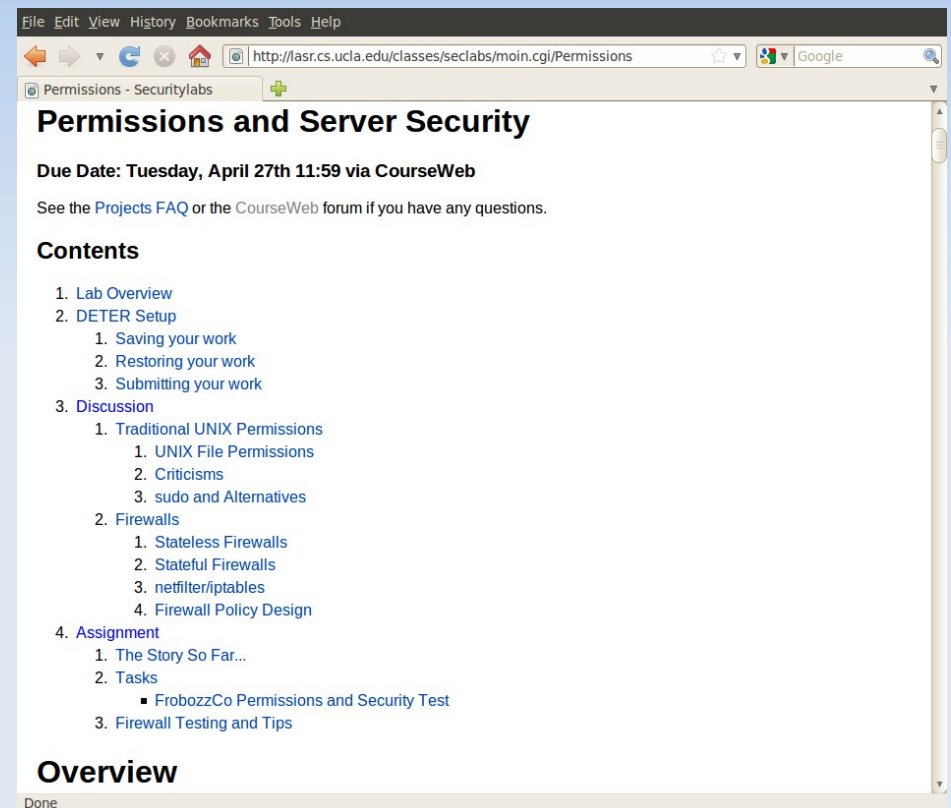 File Edit View History Bookmarks Tools Help
http://lasr.cs.ucla.edu/classes/seclabs/moin.cgi/Permissions Google
Permissions - Securitylabs
Permissions and Server Security
Due Date: Tuesday, April 27th 11:59 via CourseWeb
See the Projects FAQ or the CourseWeb forum if you have any questions.
Contents
1. Lab Overview
2. DETER Setup
1. Saving your work
2. Restoring your work
3. Submitting your work
3. Discussion
1. Traditional UNIX Permissions
1. UNIX File Permissions
2. Criticisms
3. sudo and Alternatives
2. Firewalls
1. Stateless Firewalls
2. Stateful Firewalls
3. netfilter/iptables
4. Firewall Policy Design
4. Assignment
1. The Story So Far...
2. Tasks
▪ FrobozzCo Permissions and Security Test
3. Firewall Testing and Tips
Overview
Done